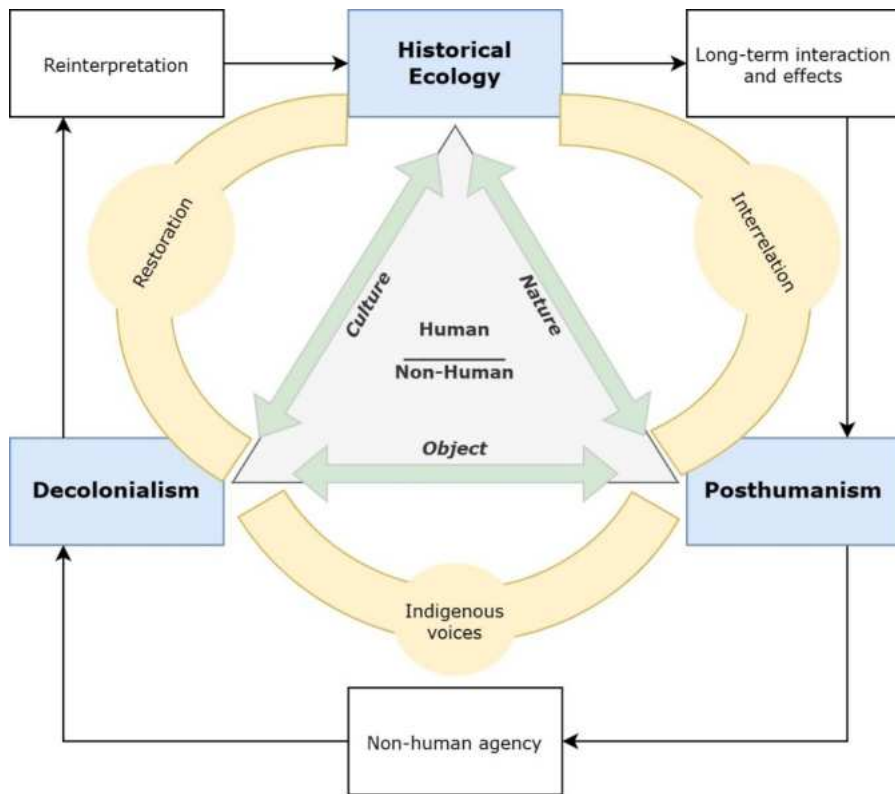 Reinterpretation
Historical
Ecology
Long-term interaction
and effects
Restoration
Interrelation
Culture
Nature
Human
Non-Human
Object
Decolonialism
Posthumanism
Indigenous
voices
Non-human agency